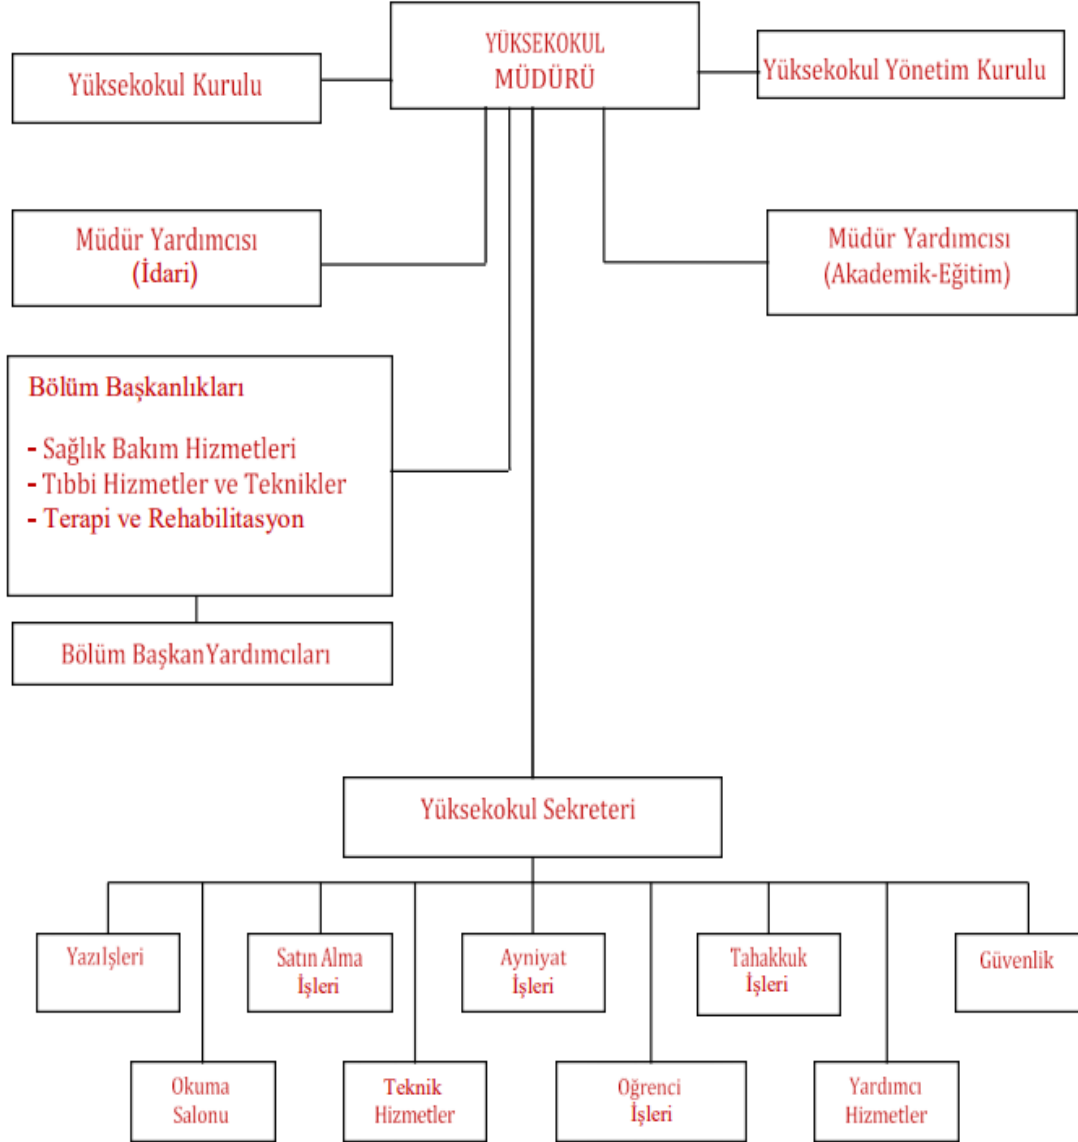 YÜKSEKOKUL
MÜDÜRÜ
Yüksekokul Kurulu
Yüksekokul Yönetim Kurulu
Müdür Yardımcısı
(İdari)
Müdür Yardımcısı
(Akademik-Eğitim)
Bölüm Başkanlıkları
- Sağlık Bakım Hizmetleri
- Tıbbi Hizmetler ve Teknikler
- Terapi ve Rehabilitasyon
Bölüm BaşkanYardımcıları
Yüksekokul Sekreteri
Yazılşleri
Satın Alma
İşleri
Ayniyat
İşleri
Tahakkuk
İşleri
Güvenlik
Okuma
Salonu
Teknik
Hizmetler
Oğrenci
İşleri
Yardımcı
Hizmetler